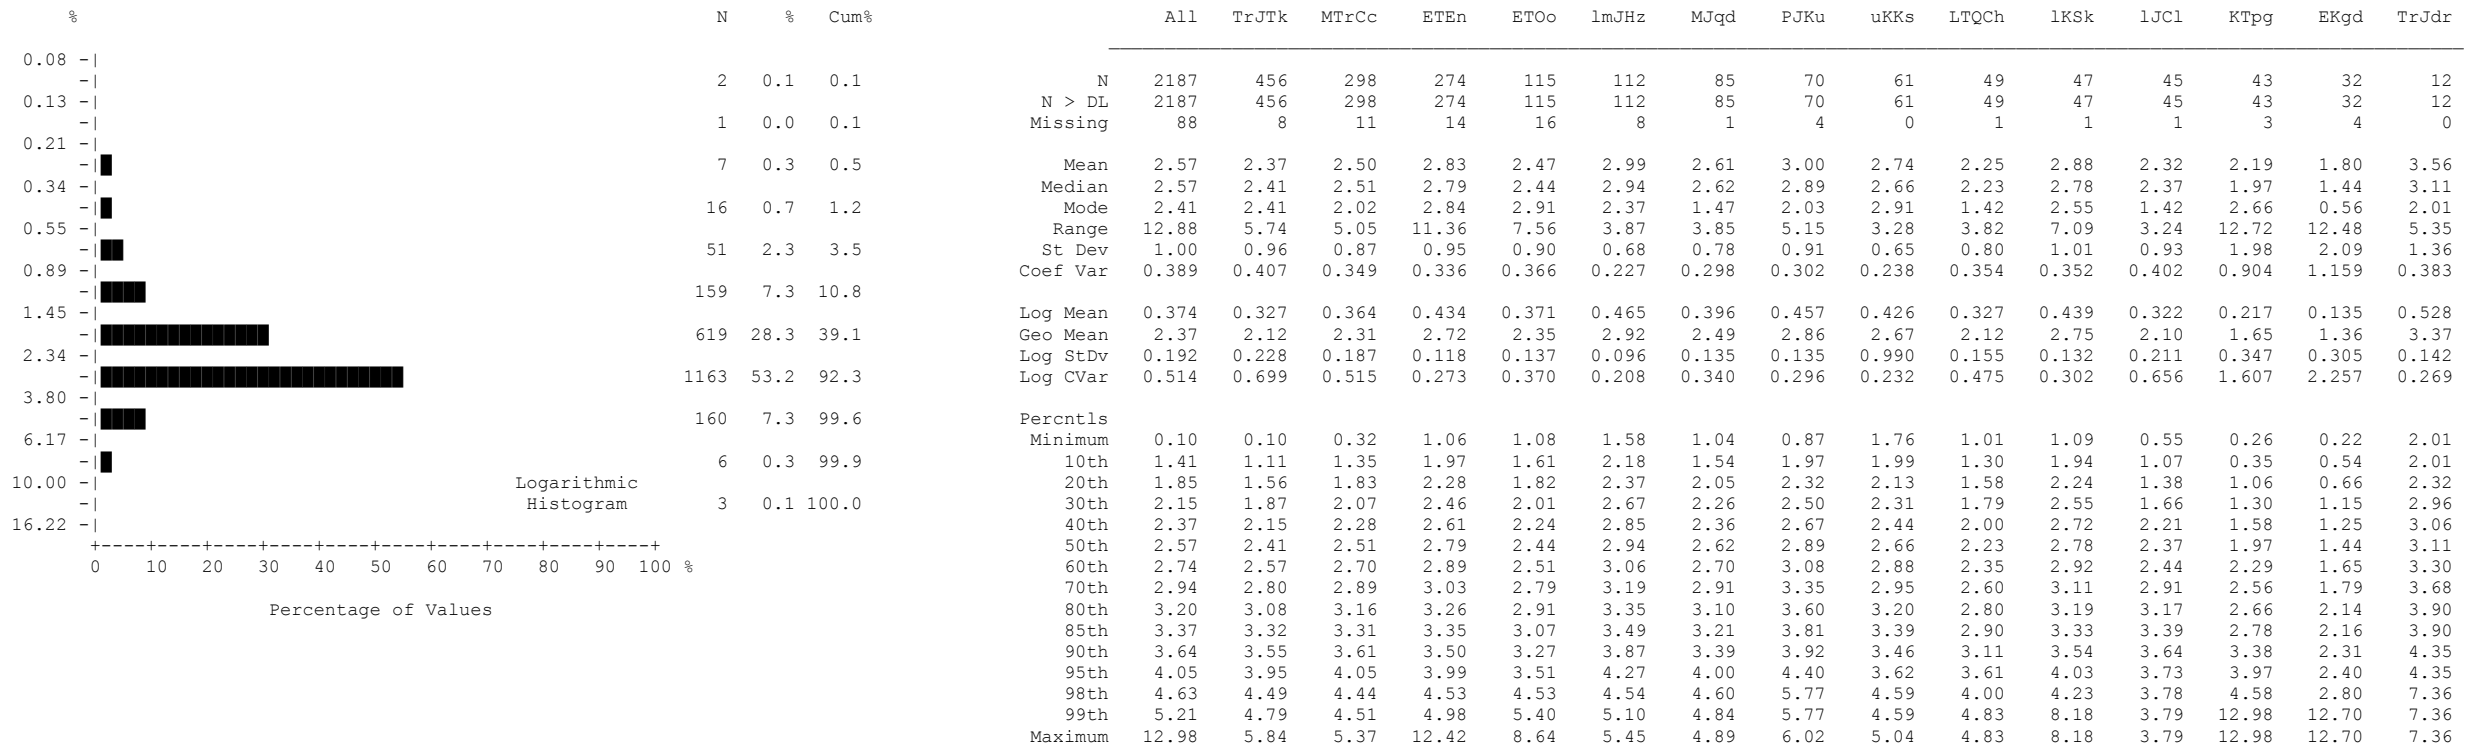 % N % Cum% All TrJTk MTrCc ETEn ETOo lmJHz MJqd PJKu uKKs LTQCh lKSk lJCl KTpg EKgd TrJdr
0.08 -|
-| 2 0.1 0.1 N 2187 456 298 274 115 112 85 70 61 49 47 45 43 32 12
0.13 -| N > DL 2187 456 298 274 115 112 85 70 61 49 47 45 43 32 12
-| 1 0.0 0.1 Missing 88 8 11 14 16 8 1 4 0 1 1 1 3 4 0
0.21 -|
-| 7 0.3 0.5 Mean 2.57 2.37 2.50 2.83 2.47 2.99 2.61 3.00 2.74 2.25 2.88 2.32 2.19 1.80 3.56
0.34 -| Median 2.57 2.41 2.51 2.79 2.44 2.94 2.62 2.89 2.66 2.23 2.78 2.37 1.97 1.44 3.11
-| 16 0.7 1.2 Mode 2.41 2.41 2.02 2.84 2.91 2.37 1.47 2.03 2.91 1.42 2.55 1.42 2.66 0.56 2.01
0.55 -| Range 12.88 5.74 5.05 11.36 7.56 3.87 3.85 5.15 3.28 3.82 7.09 3.24 12.72 12.48 5.35
-| 51 2.3 3.5 St Dev 1.00 0.96 0.87 0.95 0.90 0.68 0.78 0.91 0.65 0.80 1.01 0.93 1.98 2.09 1.36
0.89 -| Coef Var 0.389 0.407 0.349 0.336 0.366 0.227 0.298 0.302 0.238 0.354 0.352 0.402 0.904 1.159 0.383
-| 159 7.3 10.8
1.45 -| Log Mean 0.374 0.327 0.364 0.434 0.371 0.465 0.396 0.457 0.426 0.327 0.439 0.322 0.217 0.135 0.528
-| 619 28.3 39.1 Geo Mean 2.37 2.12 2.31 2.72 2.35 2.92 2.49 2.86 2.67 2.12 2.75 2.10 1.65 1.36 3.37
2.34 -| Log StDv 0.192 0.228 0.187 0.118 0.137 0.096 0.135 0.135 0.990 0.155 0.132 0.211 0.347 0.305 0.142
-| 1163 53.2 92.3 Log CVar 0.514 0.699 0.515 0.273 0.370 0.208 0.340 0.296 0.232 0.475 0.302 0.656 1.607 2.257 0.269
3.80 -|
-| 160 7.3 99.6 Percntls
6.17 -| Minimum 0.10 0.10 0.32 1.06 1.08 1.58 1.04 0.87 1.76 1.01 1.09 0.55 0.26 0.22 2.01
-| 6 0.3 99.9 10th 1.41 1.11 1.35 1.97 1.61 2.18 1.54 1.97 1.99 1.30 1.94 1.07 0.35 0.54 2.01
10.00 -| Logarithmic 20th 1.85 1.56 1.83 2.28 1.82 2.37 2.05 2.32 2.13 1.58 2.24 1.38 1.06 0.66 2.32
-| Histogram 3 0.1 100.0 30th 2.15 1.87 2.07 2.46 2.01 2.67 2.26 2.50 2.31 1.79 2.55 1.66 1.30 1.15 2.96
16.22 -| 40th 2.37 2.15 2.28 2.61 2.24 2.85 2.36 2.67 2.44 2.00 2.72 2.21 1.58 1.25 3.06
+----+----+----+----+----+----+----+----+----+----+ 50th 2.57 2.41 2.51 2.79 2.44 2.94 2.62 2.89 2.66 2.23 2.78 2.37 1.97 1.44 3.11
0 10 20 30 40 50 60 70 80 90 100 % 60th 2.74 2.57 2.70 2.89 2.51 3.06 2.70 3.08 2.88 2.35 2.92 2.44 2.29 1.65 3.30
70th 2.94 2.80 2.89 3.03 2.79 3.19 2.91 3.35 2.95 2.60 3.11 2.91 2.56 1.79 3.68
Percentage of Values 80th 3.20 3.08 3.16 3.26 2.91 3.35 3.10 3.60 3.20 2.80 3.19 3.17 2.66 2.14 3.90
85th 3.37 3.32 3.31 3.35 3.07 3.49 3.21 3.81 3.39 2.90 3.33 3.39 2.78 2.16 3.90
90th 3.64 3.55 3.61 3.50 3.27 3.87 3.39 3.92 3.46 3.11 3.54 3.64 3.38 2.31 4.35
95th 4.05 3.95 4.05 3.99 3.51 4.27 4.00 4.40 3.62 3.61 4.03 3.73 3.97 2.40 4.35
98th 4.63 4.49 4.44 4.53 4.53 4.54 4.60 5.77 4.59 4.00 4.23 3.78 4.58 2.80 7.36
99th 5.21 4.79 4.51 4.98 5.40 5.10 4.84 5.77 4.59 4.83 8.18 3.79 12.98 12.70 7.36
Maximum 12.98 5.84 5.37 12.42 8.64 5.45 4.89 6.02 5.04 4.83 8.18 3.79 12.98 12.70 7.36